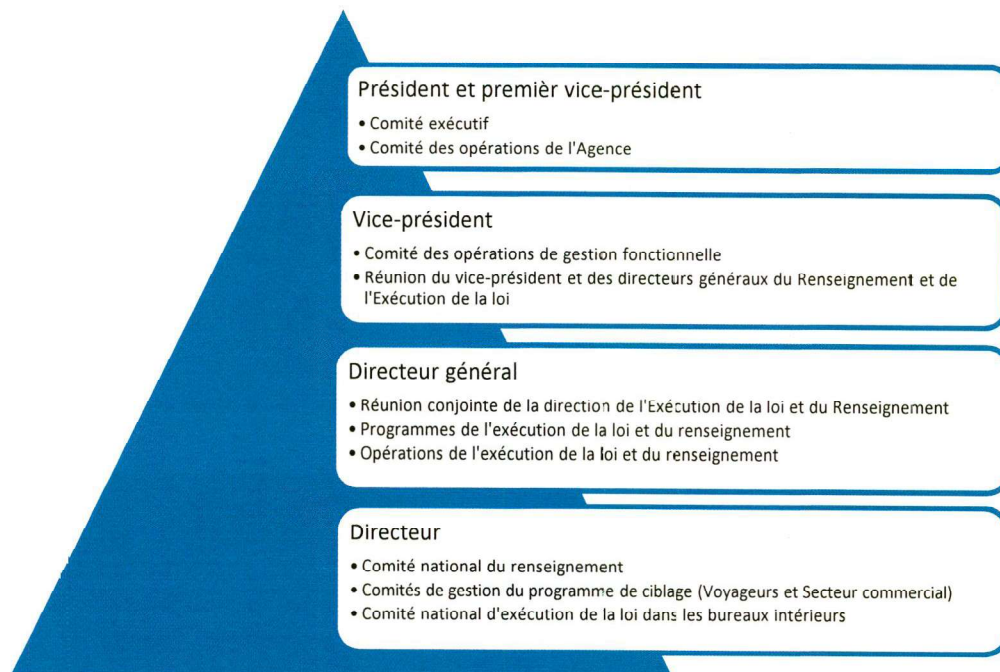 Président et premièr vice-président
• Comité exécutif
• Comité des opérations de l'Agence
Vice-président
• Comité des opérations de gestion fonctionnelle
• Réunion du vice-président et des directeurs généraux du Renseignement et de
l'Exécution de la loi
Directeur général
• Réunion conjointe de la direction de l'Exécution de la loi et du Renseignement
• Programmes de l'exécution de la loi et du renseignement
• Opérations de l'exécution de la loi et du renseignement
Directeur
• Comité national du renseignement
• Comités de gestion du programme de ciblage (Voyageurs et Secteur commercial)
• Comité national d'exécution de la loi dans les bureaux intérieurs